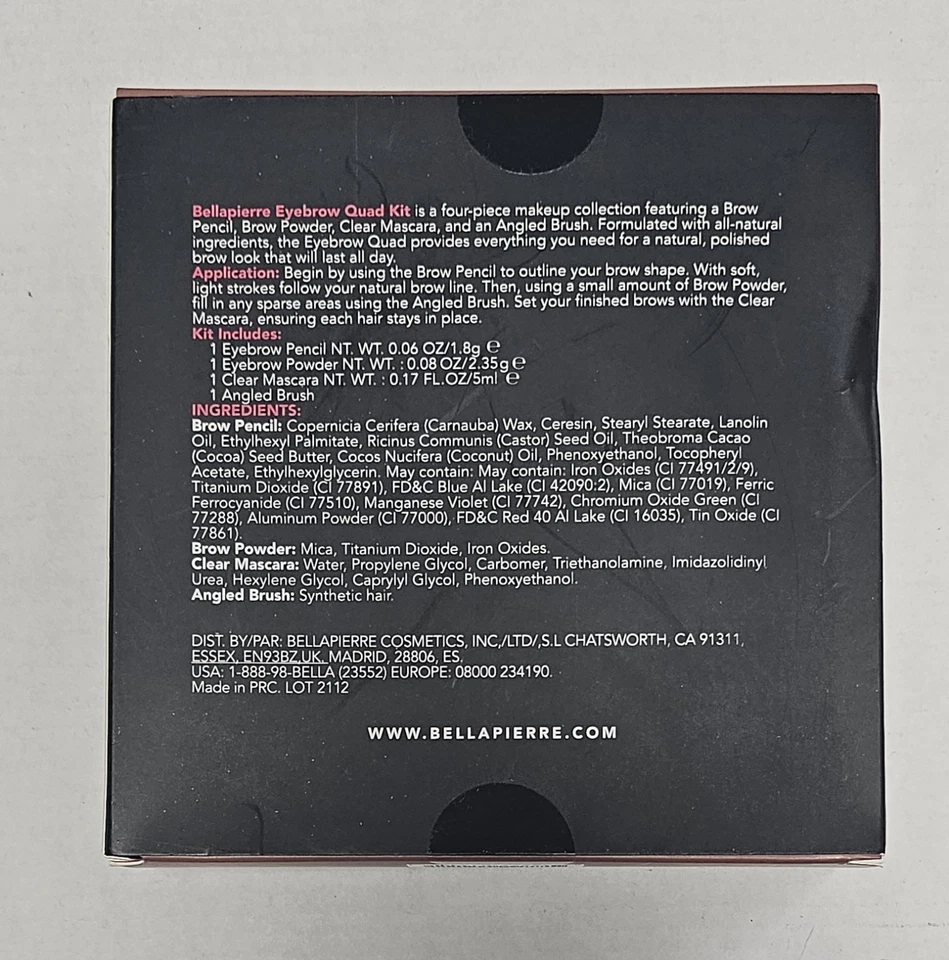 Bellapierre Eyebrow Quad Kit is a four-piece makeup collection featuring a Brow
Pencil, Brow Powder, Clear Mascara, and an Angled Brush. Formulated with all-natural
ingredients, the Eyebrow Quad provides everything you need for a natural, polished
brow look that will last all day.
Application: Begin by using the Brow Pencil to outline your brow shape. With soft,
light strokes follow your natural brow line. Then, using a small amount of Brow Powder,
fill in any sparse areas using the Angled Brush. Set your finished brows with the Clear
Mascara, ensuring each hair stays in place.
Kit Includes:
1 Eyebrow Pencil NT. WT. 0.06 OZ/1.8g ℮
1 Eyebrow Powder NT. WT. : 0.08 OZ/2.35g ℮
1 Clear Mascara NT. WT. : 0.17 FL.OZ/5ml ℮
1 Angled Brush
INGREDIENTS:
Brow Pencil: Copernicia Cerifera (Carnauba) Wax, Ceresin, Stearyl Stearate, Lanolin
Oil, Ethylhexyl Palmitate, Ricinus Communis (Castor) Seed Oil, Theobroma Cacao
(Cocoa) Seed Butter, Cocos Nucifera (Coconut) Oil, Phenoxyethanol, Tocopheryl
Acetate, Ethylhexylglycerin. May contain: May contain: Iron Oxides (CI 77491/2/9),
Titanium Dioxide (CI 77891), FD&C Blue Al Lake (CI 42090:2), Mica (CI 77019), Ferric
Ferrocyanide (CI 77510), Manganese Violet (CI 77742), Chromium Oxide Green (CI
77288), Aluminum Powder (CI 77000), FD&C Red 40 Al Lake (CI 16035), Tin Oxide (CI
77861).
Brow Powder: Mica, Titanium Dioxide, Iron Oxides.
Clear Mascara: Water, Propylene Glycol, Carbomer, Triethanolamine, Imidazolidinyl
Urea, Hexylene Glycol, Caprylyl Glycol, Phenoxyethanol.
Angled Brush: Synthetic hair.
DIST. BY/PAR: BELLAPIERRE COSMETICS, INC,/LTD/,S.L CHATSWORTH, CA 91311,
ESSEX, EN93BZ,UK. MADRID, 28806, ES.
USA: 1-888-98-BELLA (23552) EUROPE: 08000 234190.
Made in PRC. LOT 2112
WWW.BELLAPIERRE.COM